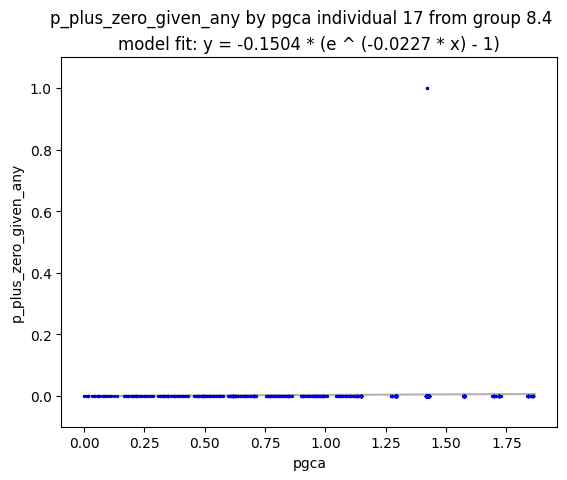 p_plus_zero_given_any by pgca individual 17 from group 8.4
model fit: y = -0.1504 * (e ^ (-0.0227 * x) - 1)
1.0
0.8
0.6
0.4
0.2
0.0
p_plus_zero_given_any
0.00 0.25 0.50 0.75 1.00 1.25 1.50 1.75
pgca